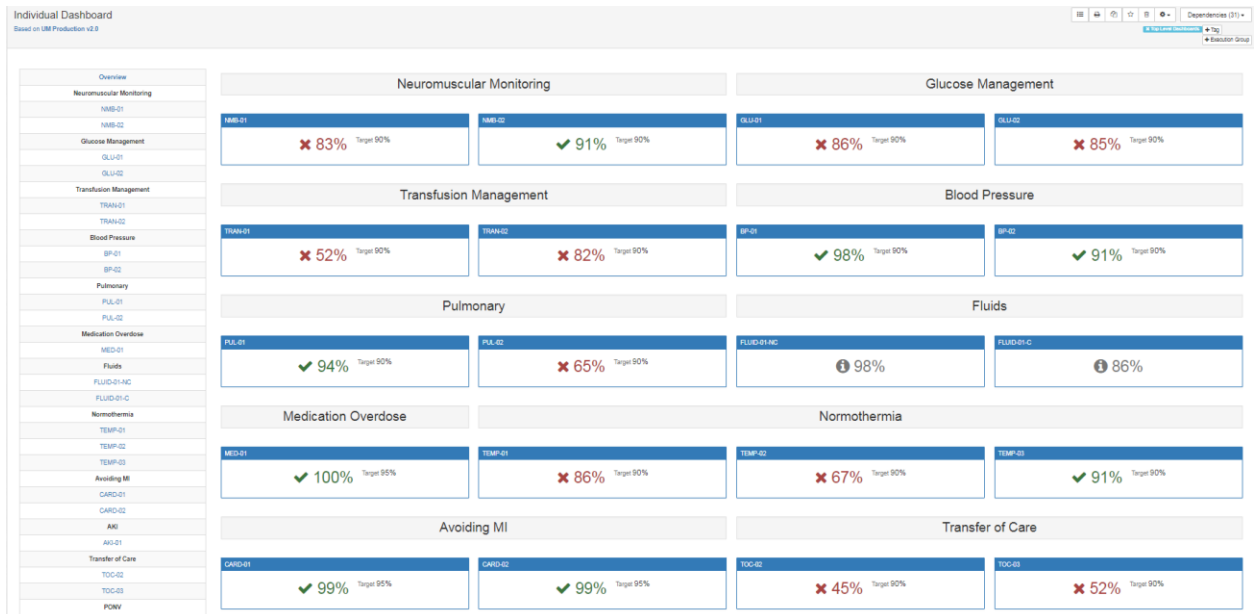 Individual Dashboard
Based on UM Production v2.0
Dependencies (31)
Top Level Dashboards
+ Tag
+ Execution Group
Overview
Neuromuscular Monitoring
NMB-01
NMB-02
Glucose Management
GLU-01
GLU-02
Transfusion Management
TRAN-01
TRAN-02
Blood Pressure
BP-01
BP-02
Pulmonary
PUL-01
PUL-02
Medication Overdose
MED-01
Fluids
FLUID-01-NC
FLUID-01-C
Normothermia
TEMP-01
TEMP-02
TEMP-03
Avoiding MI
CARD-01
CARD-02
AKI
AKI-01
Transfer of Care
TOC-02
TOC-03
PONV
Neuromuscular Monitoring
Glucose Management
NMB-01
NMB-02
GLU-01
GLU-02
83% Target 90%
91% Target 90%
86% Target 90%
85% Target 90%
Transfusion Management
Blood Pressure
TRAN-01
TRAN-02
BP-01
BP-02
52% Target 90%
82% Target 90%
98% Target 90%
91% Target 90%
Pulmonary
Fluids
PUL-01
PUL-02
FLUID-01-NC
FLUID-01-C
94% Target 90%
65% Target 90%
98%
86%
Medication Overdose
Normothermia
MED-01
TEMP-01
TEMP-02
TEMP-03
100% Target 95%
86% Target 90%
67% Target 90%
91% Target 90%
Avoiding MI
Transfer of Care
CARD-01
CARD-02
TOC-02
TOC-03
99% Target 95%
99% Target 95%
45% Target 90%
52% Target 90%